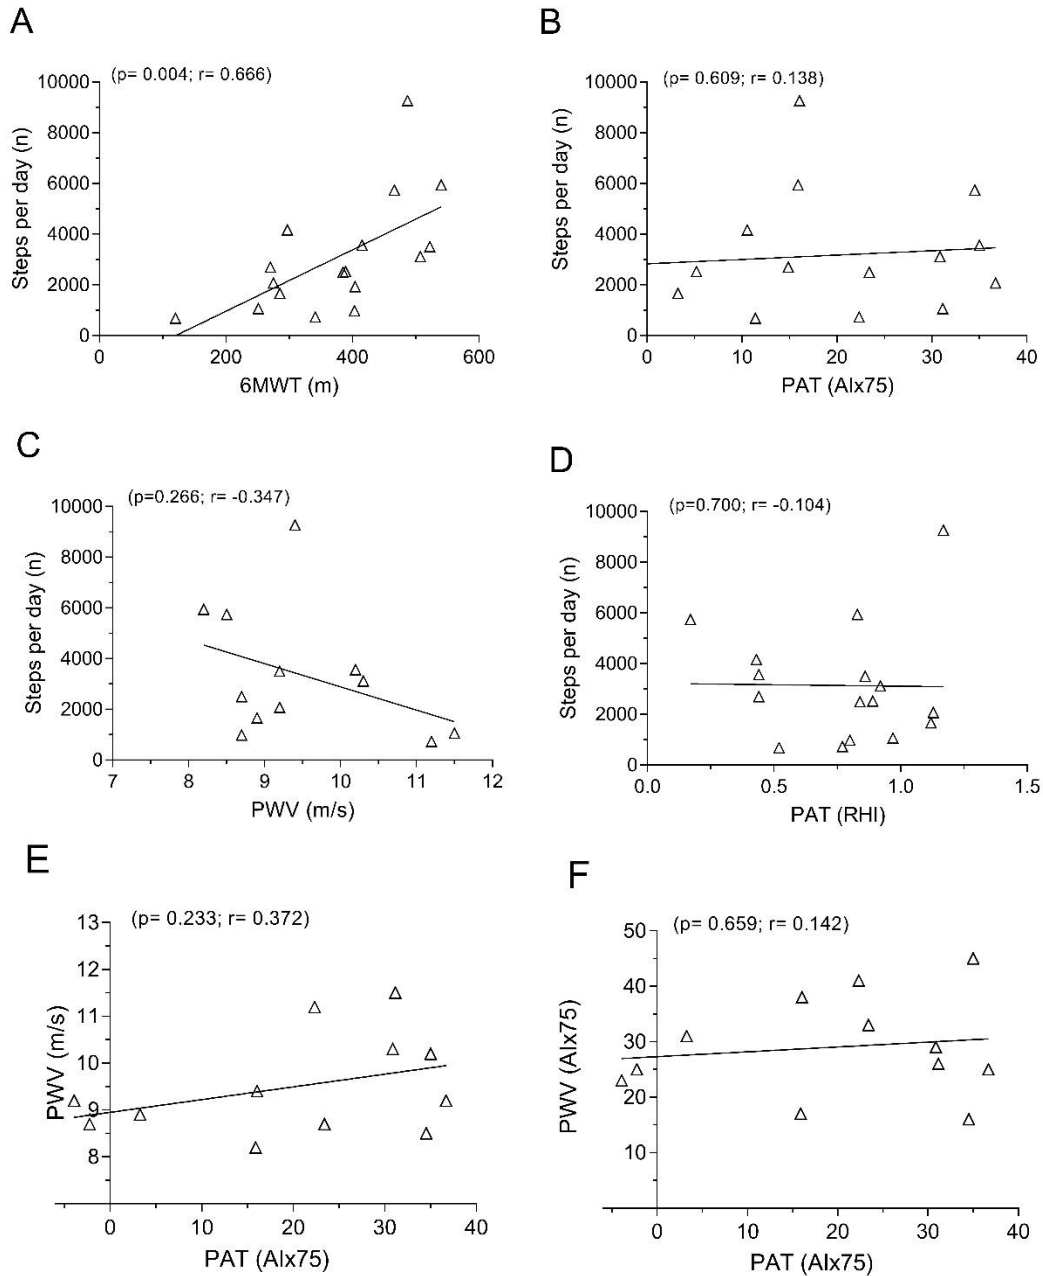 A
(p= 0.004; r= 0.666)
10000
8000
6000
4000
2000
0
Steps per day (n)
0 200 400 600
6MWT (m)
B
(p= 0.609; r= 0.138)
10000
8000
6000
4000
2000
0
Steps per day (n)
0 10 20 30 40
PAT (AIx75)
C
(p=0.266; r= -0.347)
10000
8000
6000
4000
2000
0
Steps per day (n)
7 8 9 10 11 12
PWV (m/s)
D
(p=0.700; r= -0.104)
10000
8000
6000
4000
2000
0
Steps per day (n)
0.0 0.5 1.0 1.5
PAT (RHI)
E
(p= 0.233; r= 0.372)
13
12
11
10
9
8
PWV (m/s)
0 10 20 30 40
PAT (AIx75)
F
(p= 0.659; r= 0.142)
50
40
30
20
10
PWV (AIx75)
0 10 20 30 40
PAT (AIx75)